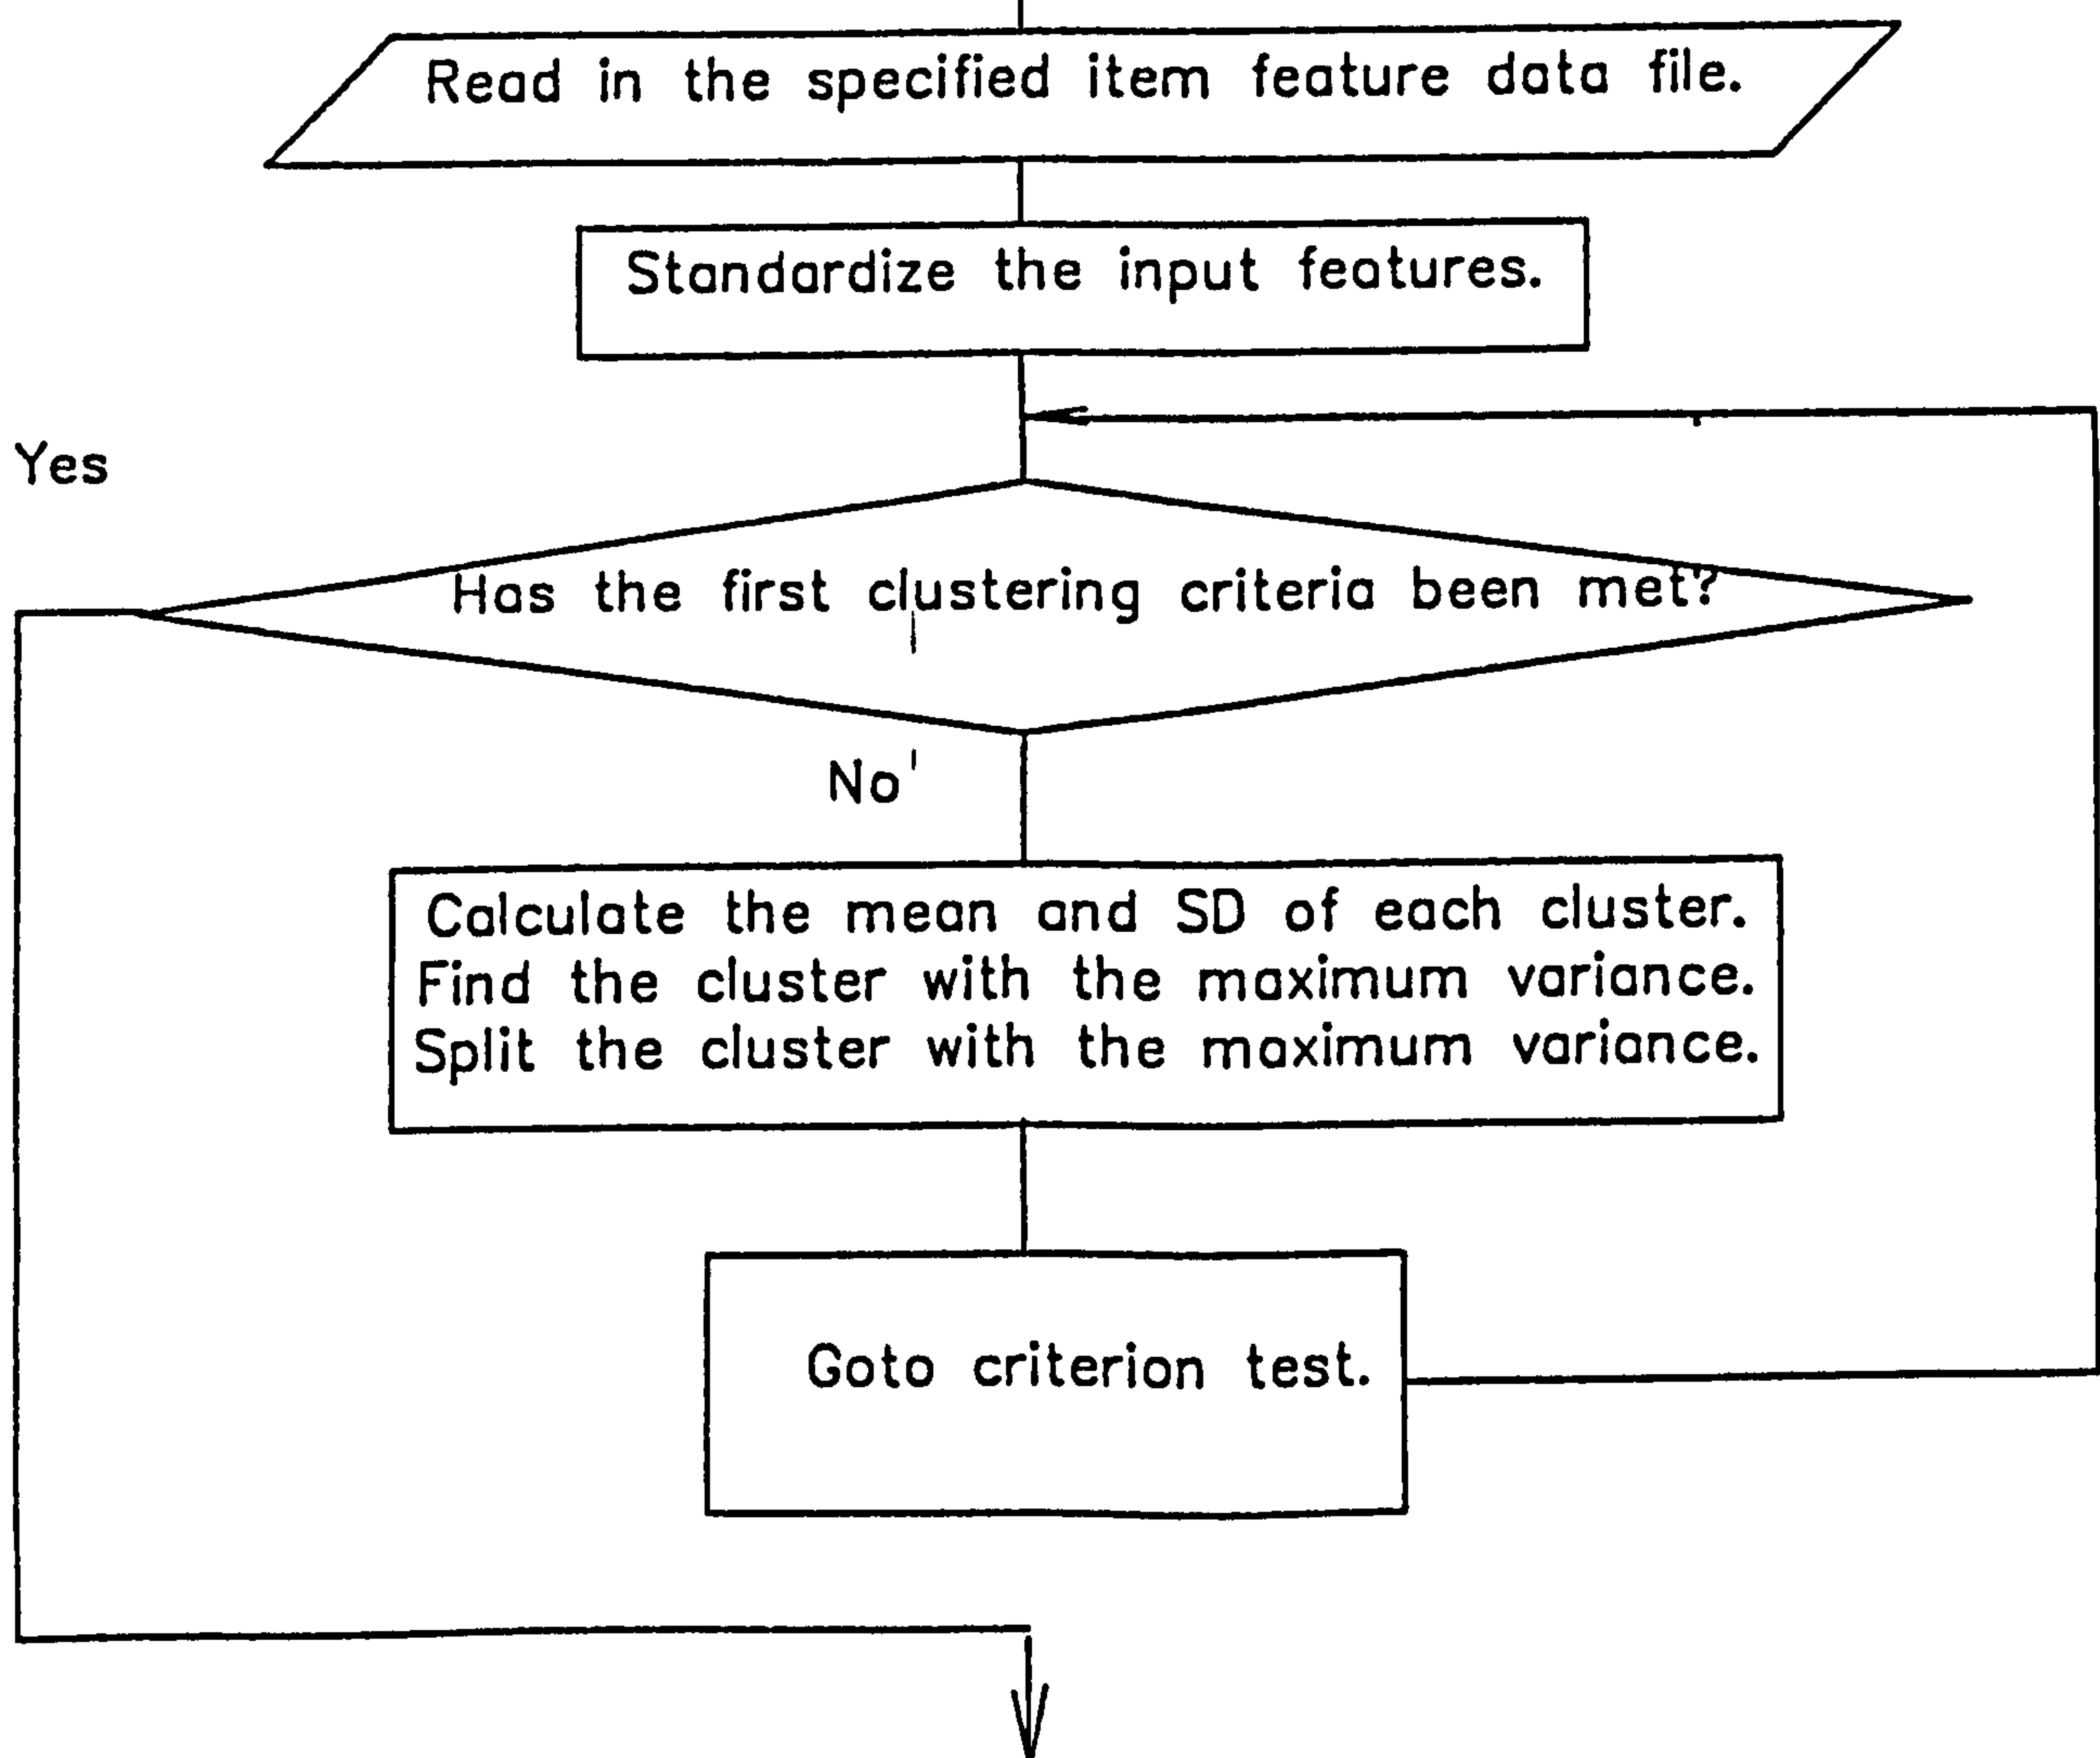 Read in the specified item feature data file.
Standardize the input features.
Yes
Has the first clustering criteria been met?
No
Calculate the mean and SD of each cluster.
Find the cluster with the maximum variance.
Split the cluster with the maximum variance.
Goto criterion test.